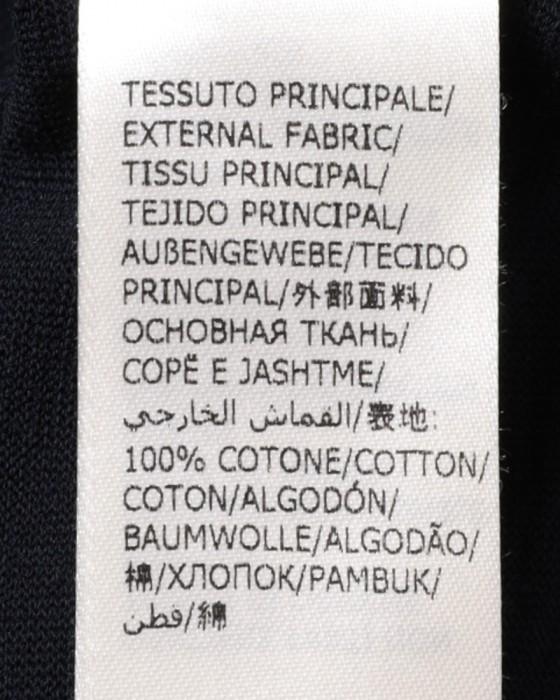 TESSUTO PRINCIPALE/
EXTERNAL FABRIC/
TISSU PRINCIPAL/
TEJIDO PRINCIPAL/
AUßENGEWEBE/TECIDO
PRINCIPAL/外部面料/
ОСНОВНАЯ ТКАНЬ/
COPË E JASHTME/
القماش الخارجي/表地:
100% COTONE/COTTON/
COTON/ALGODÓN/
BAUMWOLLE/ALGODÃO/
棉/ХЛОПОК/PAMBUK/
قطن/綿